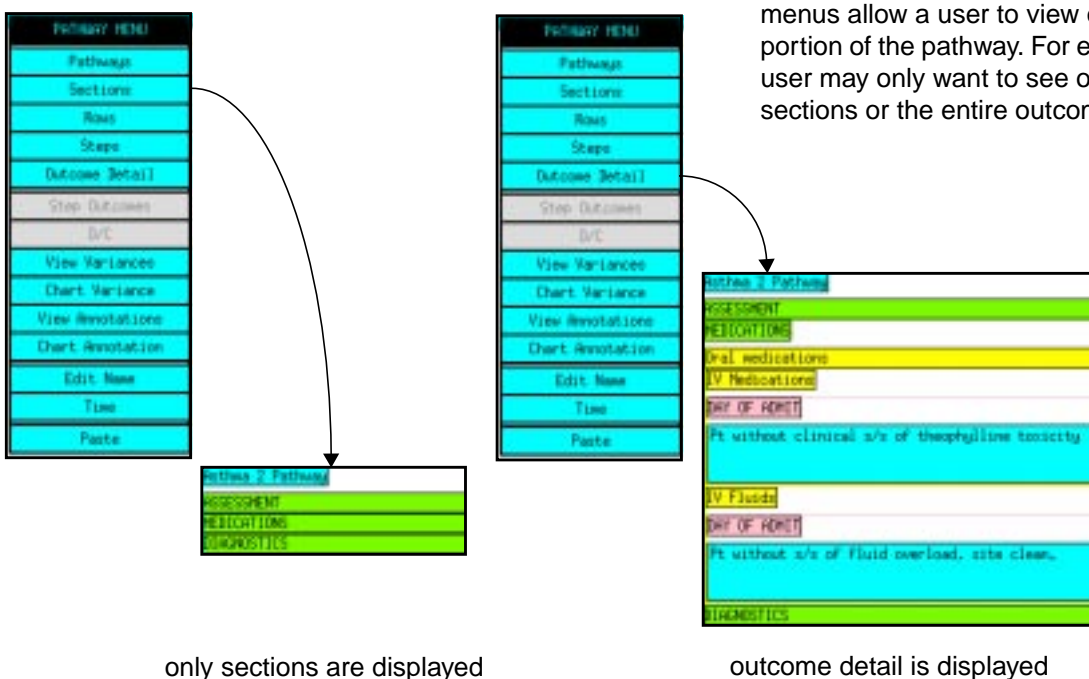 menus allow a user to view
portion of the pathway. For e
user may only want to see o
sections or the entire outcor
PATHWAY MENU
Pathways
Sections
Rows
Steps
Outcome Detail
Step Outcomes
D/C
View Variances
Chart Variance
View Annotations
Chart Annotation
Edit Name
Time
Paste
Asthma 2 Pathway
ASSESSMENT
MEDICATIONS
DIAGNOSTICS
only sections are displayed
PATHWAY MENU
Pathways
Sections
Rows
Steps
Outcome Detail
Step Outcomes
D/C
View Variances
Chart Variance
View Annotations
Chart Annotation
Edit Name
Time
Paste
Asthma 2 Pathway
ASSESSMENT
MEDICATIONS
Oral medications
IV Medications
DAY OF ADMIT
Pt without clinical s/s of theophylline toxicity
IV Fluids
DAY OF ADMIT
Pt without s/s of fluid overload, site clean.
DIAGNOSTICS
outcome detail is displayed